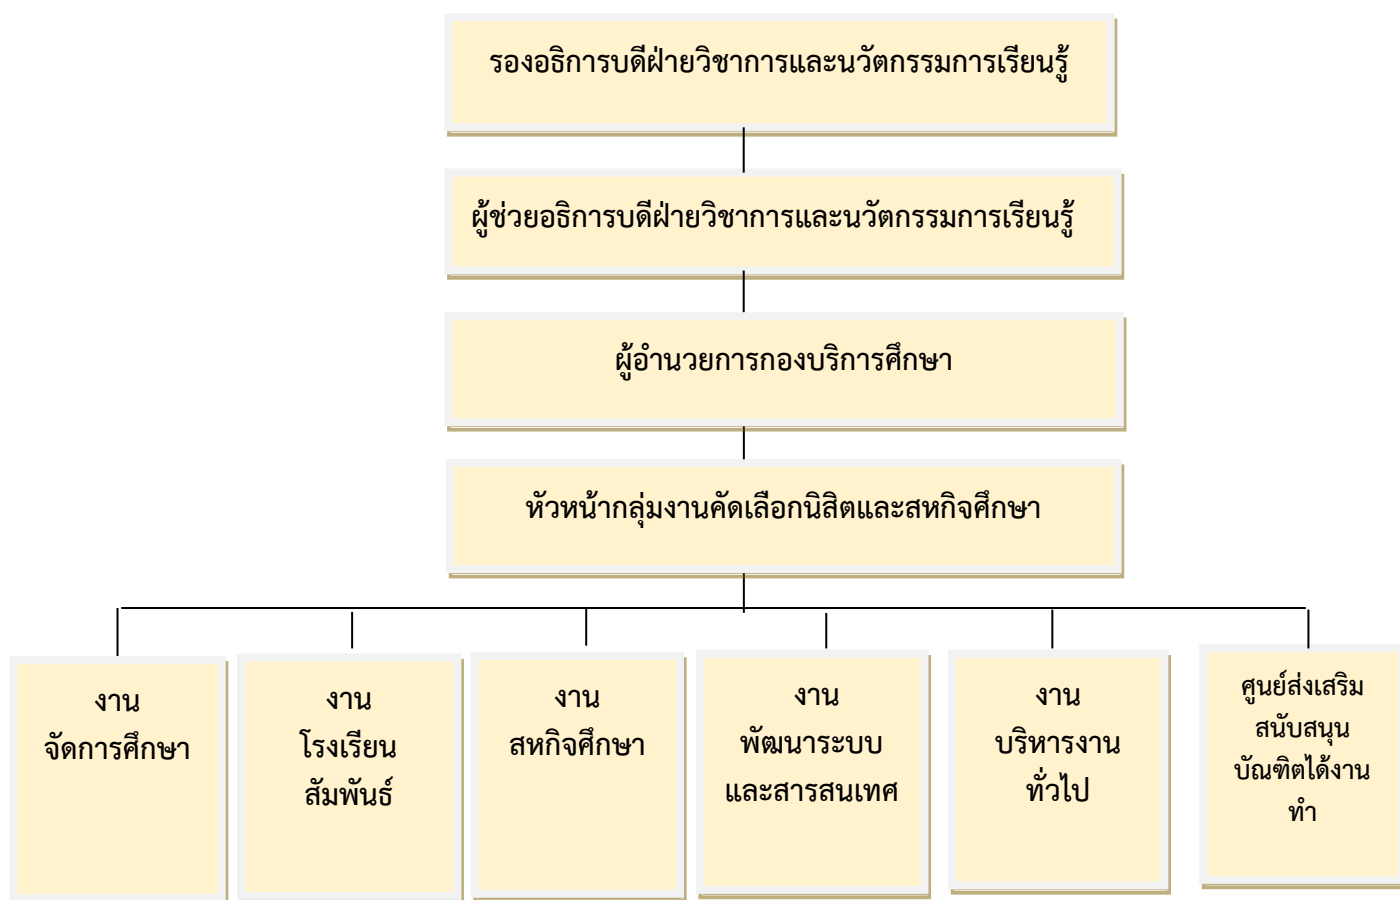 รองอธิการบดีฝ่ายวิชาการและนวัตกรรมการเรียนรู้
ผู้ช่วยอธิการบดีฝ่ายวิชาการและนวัตกรรมการเรียนรู้
ผู้อำนวยการกองบริการศึกษา
หัวหน้ากลุ่มงานคัดเลือกนิสิตและสหกิจศึกษา
งาน
จัดการศึกษา
งาน
โรงเรียน
สัมพันธ์
งาน
สหกิจศึกษา
งาน
พัฒนาระบบ
และสารสนเทศ
งาน
บริหารงาน
ทั่วไป
ศูนย์ส่งเสริม
สนับสนุน
บัณฑิตได้งาน
ทำ